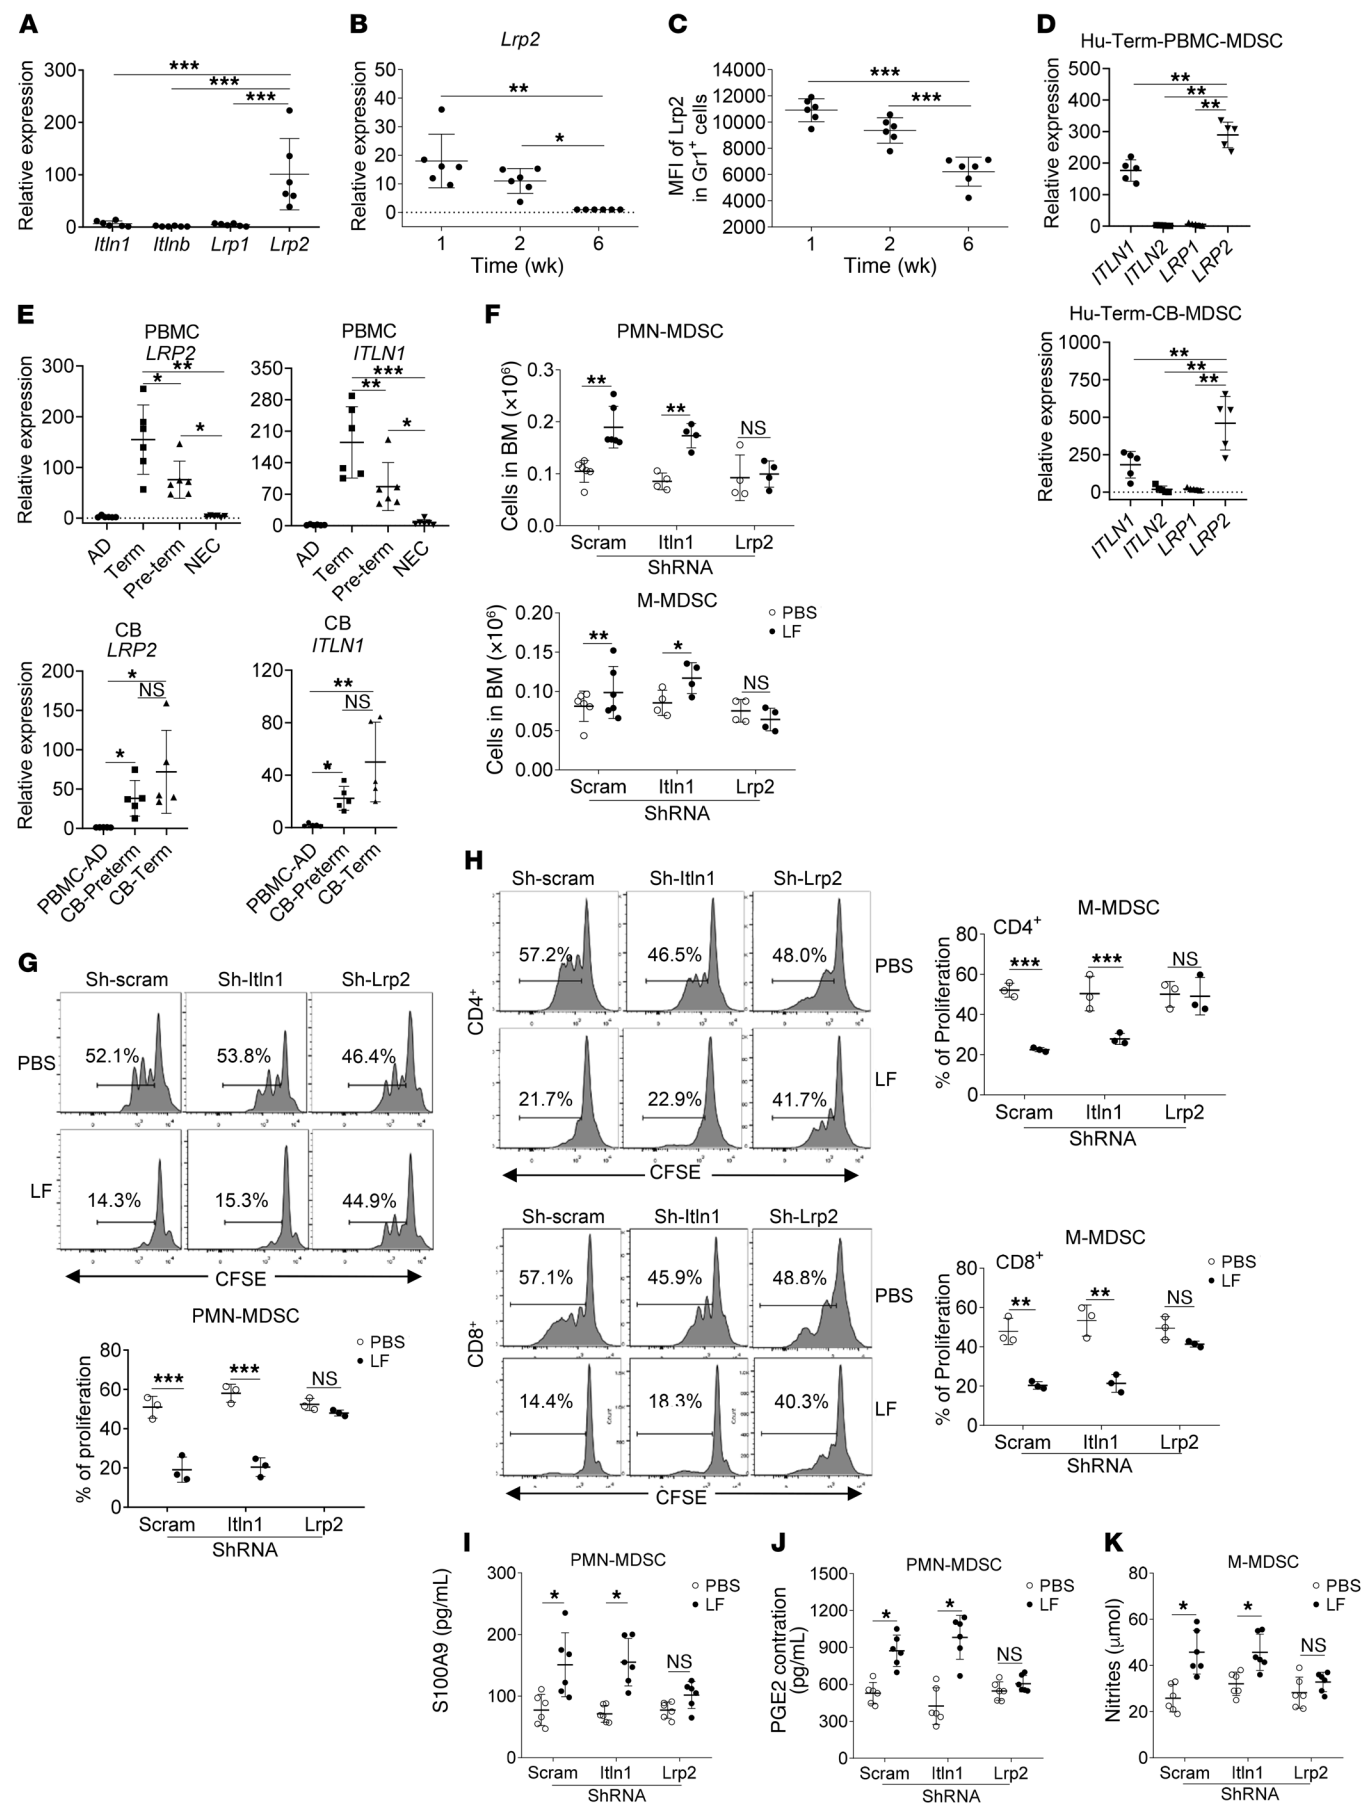 A
Relative expression
300
200
100
0
***
***
***
Itln1
Itlnb
Lrp1
Lrp2
B
Lrp2
Relative expression
50
40
30
20
10
0
**
*
1
2
6
Time (wk)
C
MFI of Lrp2
in Gr1+ cells
14000
12000
10000
8000
6000
4000
2000
***
***
1
2
6
Time (wk)
D
Hu-Term-PBMC-MDSC
Relative expression
500
400
300
200
100
0
**
**
**
ITLN1
ITLN2
LRP1
LRP2
Hu-Term-CB-MDSC
Relative expression
1000
750
500
250
0
**
**
**
ITLN1
ITLN2
LRP1
LRP2
E
PBMC
LRP2
Relative expression
300
200
100
0
**
*
*
AD
Term
Pre-term
NEC
PBMC
ITLN1
350
280
210
140
70
0
***
**
*
AD
Term
Pre-term
NEC
CB
LRP2
Relative expression
200
150
100
50
0
*
NS
*
PBMC-AD
CB-Preterm
CB-Term
CB
ITLN1
120
80
40
0
**
NS
*
PBMC-AD
CB-Preterm
CB-Term
F
PMN-MDSC
Cells in BM (×10⁶)
0.3
0.2
0.1
0.0
**
**
NS
Scram
Itln1
Lrp2
ShRNA
M-MDSC
PBS
LF
Cells in BM (×10⁶)
0.20
0.15
0.10
0.05
0.00
**
*
NS
Scram
Itln1
Lrp2
ShRNA
G
Sh-scram
Sh-Itln1
Sh-Lrp2
PBS
52.1%
53.8%
46.4%
LF
14.3%
15.3%
44.9%
CFSE
PMN-MDSC
PBS
LF
% of proliferation
80
60
40
20
0
***
***
NS
Scram
Itln1
Lrp2
ShRNA
H
Sh-scram
Sh-Itln1
Sh-Lrp2
CD4+
57.2%
46.5%
48.0%
PBS
21.7%
22.9%
41.7%
LF
CFSE
M-MDSC
CD4+
% of Proliferation
80
60
40
20
0
***
***
NS
Scram
Itln1
Lrp2
ShRNA
Sh-scram
Sh-Itln1
Sh-Lrp2
CD8+
57.1%
45.9%
48.8%
PBS
14.4%
18.3%
40.3%
LF
CFSE
M-MDSC
CD8+
PBS
LF
% of Proliferation
80
60
40
20
0
**
**
NS
Scram
Itln1
Lrp2
ShRNA
I
PMN-MDSC
PBS
LF
S100A9 (pg/mL)
300
200
100
0
*
*
NS
Scram
Itln1
Lrp2
ShRNA
J
PMN-MDSC
PBS
LF
PGE2 contration
(pg/mL)
1500
1200
900
600
300
0
*
*
NS
Scram
Itln1
Lrp2
ShRNA
K
M-MDSC
PBS
LF
Nitrites (µmol)
80
60
40
20
0
*
*
NS
Scram
Itln1
Lrp2
ShRNA